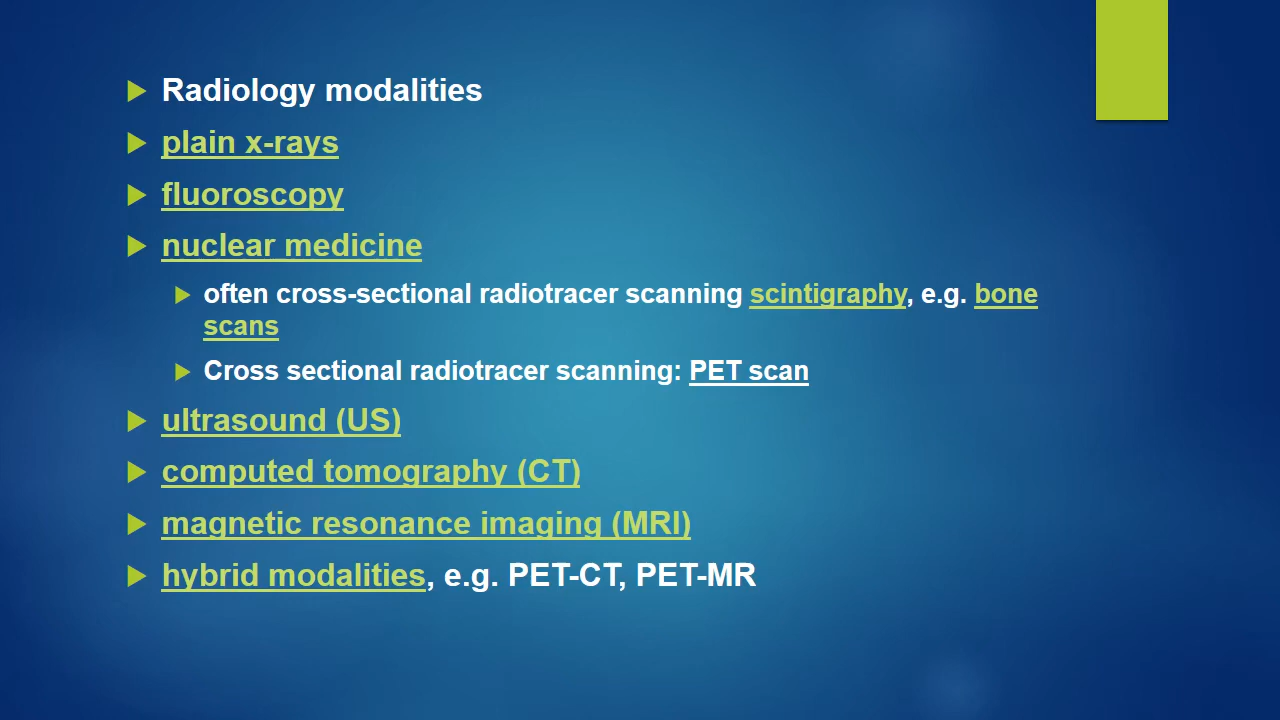 Radiology modalities
plain x-rays
fluoroscopy
nuclear medicine
often cross-sectional radiotracer scanning scintigraphy, e.g. bone
scans
Cross sectional radiotracer scanning: PET scan
ultrasound (US)
computed tomography (CT)
magnetic resonance imaging (MRI)
hybrid modalities, e.g. PET-CT, PET-MR